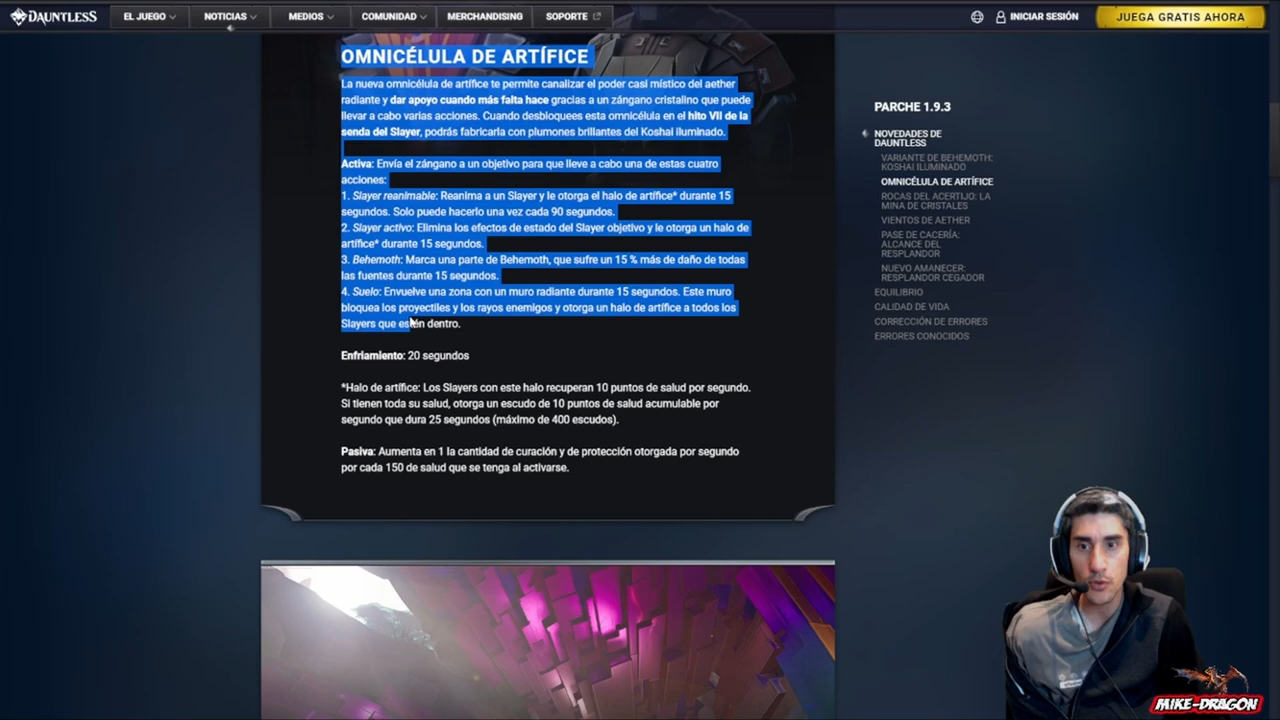 DAUNTLESS
EL JUEGO
NOTICIAS
MEDIOS
COMUNIDAD
MERCHANDISING
SOPORTE
INICIAR SESIÓN
JUEGA GRATIS AHORA
OMNICÉLULA DE ARTÍFICE
La nueva omnicélula de artífice te permite canalizar el poder casi místico del aether
radiante y dar apoyo cuando más falta hace gracias a un zángano cristalino que puede
llevar a cabo varias acciones. Cuando desbloquees esta omnicélula en el hito VII de la
senda del Slayer, podrás fabricarla con plumones brillantes del Koshai iluminado.
Activa: Envía el zángano a un objetivo para que lleve a cabo una de estas cuatro
acciones:
1. Slayer reanimable: Reanima a un Slayer y le otorga el halo de artífice* durante 15
segundos. Solo puede hacerlo una vez cada 90 segundos.
2. Slayer activo: Elimina los efectos de estado del Slayer objetivo y le otorga un halo de
artífice* durante 15 segundos.
3. Behemoth: Marca una parte de Behemoth, que sufre un 15 % más de daño de todas
las fuentes durante 15 segundos.
4. Suelo: Envuelve una zona con un muro radiante durante 15 segundos. Este muro
bloquea los proyectiles y los rayos enemigos y otorga un halo de artífice a todos los
Slayers que estén dentro.
Enfriamiento: 20 segundos
*Halo de artífice: Los Slayers con este halo recuperan 10 puntos de salud por segundo.
Si tienen toda su salud, otorga un escudo de 10 puntos de salud acumulable por
segundo que dura 25 segundos (máximo de 400 escudos).
Pasiva: Aumenta en 1 la cantidad de curación y de protección otorgada por segundo
por cada 150 de salud que se tenga al activarse.
PARCHE 1.9.3
NOVEDADES DE
DAUNTLESS
VARIANTE DE BEHEMOTH:
KOSHAI ILUMINADO
OMNICÉLULA DE ARTÍFICE
ROCAS DEL ACERTIJO: LA
MINA DE CRISTALES
VIENTOS DE AETHER
PASE DE CACERÍA:
ALCANCE DEL
RESPLANDOR
NUEVO AMANECER:
RESPLANDOR CEGADOR
EQUILIBRIO
CALIDAD DE VIDA
CORRECCIÓN DE ERRORES
ERRORES CONOCIDOS
MIKE-DRAGON